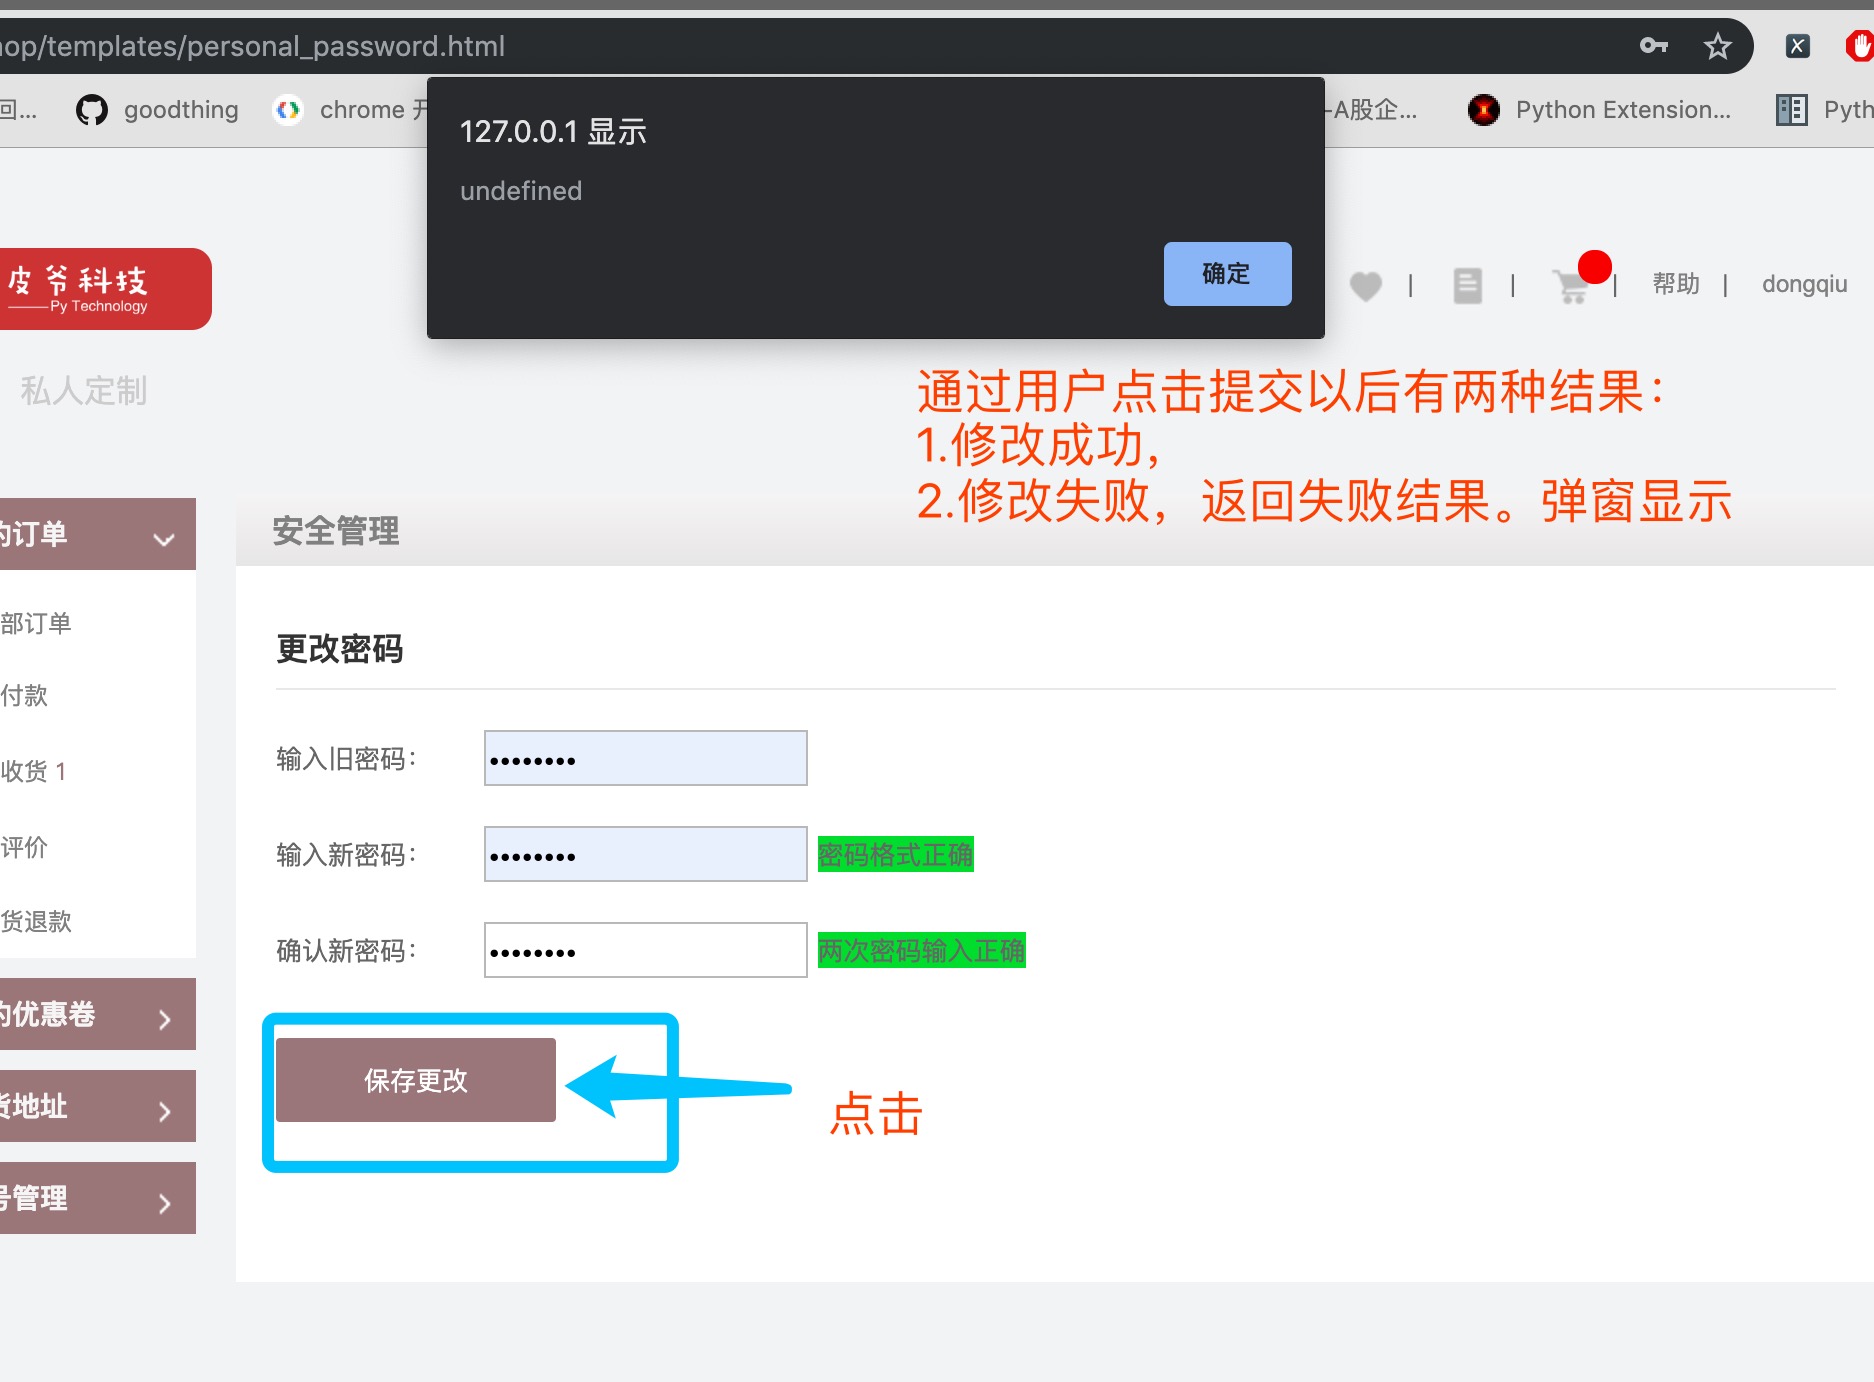 op/templates/personal_password.html
回...
goodthing
chrome 开
-A股企...
Python Extension...
Pyth
127.0.0.1 显示
undefined
确定
皮爷科技
Py Technology
| | | 帮助 | dongqiu
私人定制
通过用户点击提交以后有两种结果：
1.修改成功，
2.修改失败，返回失败结果。弹窗显示
的订单
安全管理
部订单
付款
收货 1
评价
货退款
的优惠卷
货地址
号管理
更改密码
输入旧密码：
••••••••
输入新密码：
••••••••
密码格式正确
确认新密码：
••••••••
两次密码输入正确
保存更改
点击